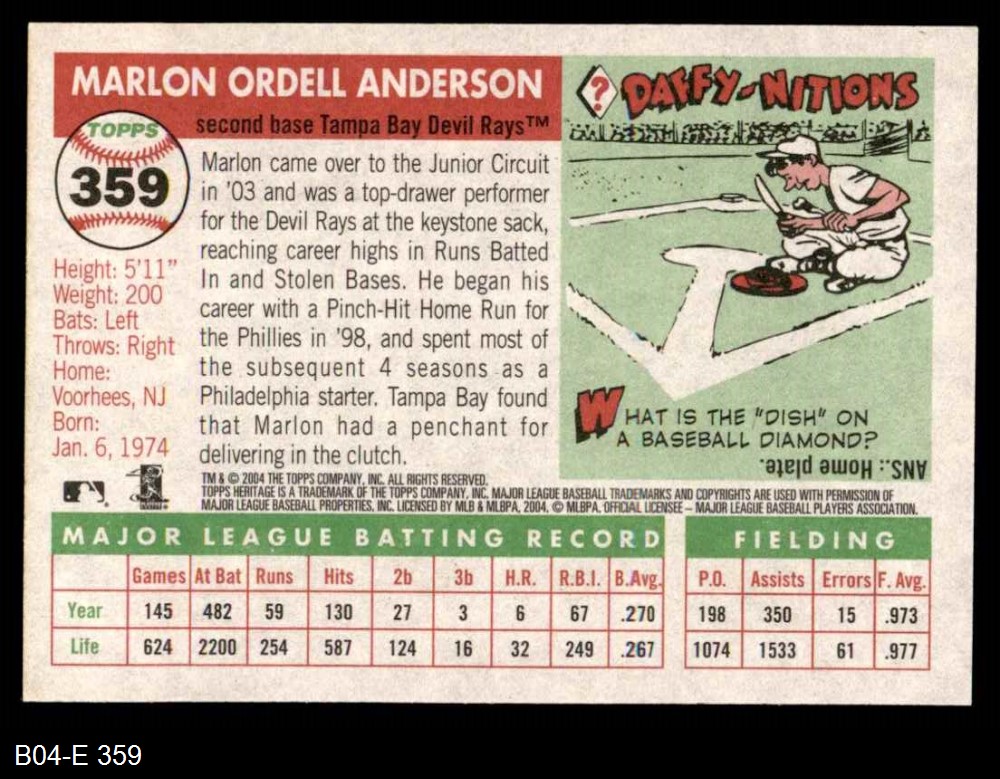 MARLON ORDELL ANDERSON
second base Tampa Bay Devil Rays™
TOPPS
359
Height: 5'11"
Weight: 200
Bats: Left
Throws: Right
Home:
Voorhees, NJ
Born:
Jan. 6, 1974
Marlon came over to the Junior Circuit
in '03 and was a top-drawer performer
for the Devil Rays at the keystone sack,
reaching career highs in Runs Batted
In and Stolen Bases. He began his
career with a Pinch-Hit Home Run for
the Phillies in '98, and spent most of
the subsequent 4 seasons as a
Philadelphia starter. Tampa Bay found
that Marlon had a penchant for
delivering in the clutch.
? DAFFY-NITIONS
WHAT IS THE "DISH" ON
A BASEBALL DIAMOND?
ANS.: Home plate.
TM & © 2004 THE TOPPS COMPANY, INC. ALL RIGHTS RESERVED.
TOPPS HERITAGE IS A TRADEMARK OF THE TOPPS COMPANY, INC. MAJOR LEAGUE BASEBALL TRADEMARKS AND COPYRIGHTS ARE USED WITH PERMISSION OF
MAJOR LEAGUE BASEBALL PROPERTIES, INC. LICENSED BY MLB & MLBPA, 2004. © MLBPA. OFFICIAL LICENSEE – MAJOR LEAGUE BASEBALL PLAYERS ASSOCIATION.
MAJOR LEAGUE BATTING RECORD
Games At Bat Runs Hits 2b 3b H.R. R.B.I. B.Avg.
Year 145 482 59 130 27 3 6 67 .270
Life 624 2200 254 587 124 16 32 249 .267
FIELDING
P.O. Assists Errors F. Avg.
198 350 15 .973
1074 1533 61 .977
B04-E 359